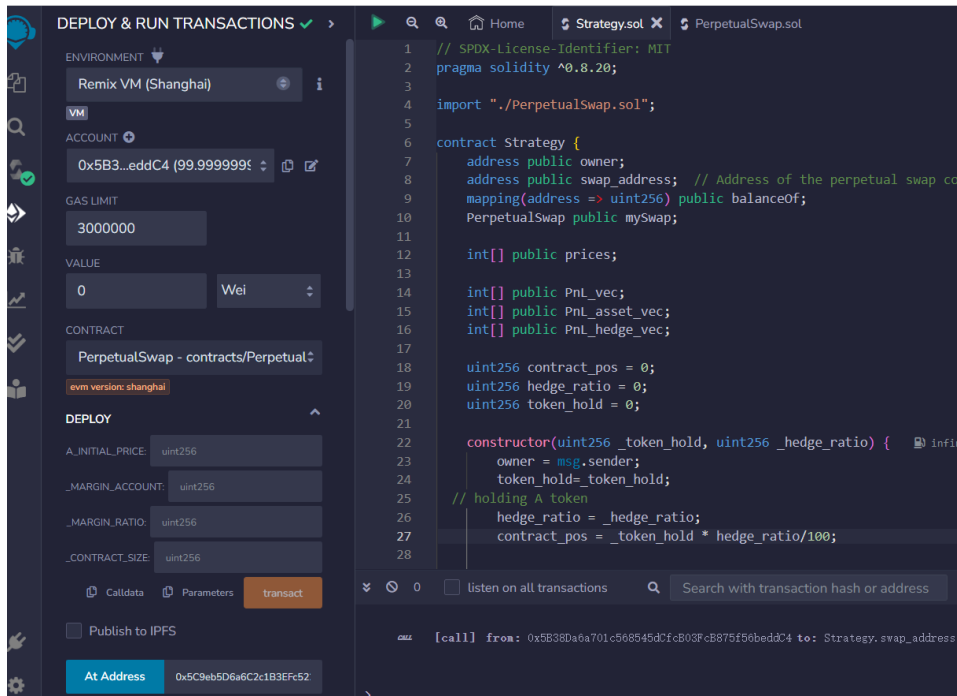 DEPLOY & RUN TRANSACTIONS
ENVIRONMENT
Remix VM (Shanghai)
VM
ACCOUNT
0x5B3...eddC4 (99.9999999
GAS LIMIT
3000000
VALUE
0
Wei
CONTRACT
PerpetualSwap - contracts/Perpetual
evm version: shanghai
DEPLOY
A_INITIAL_PRICE: uint256
_MARGIN_ACCOUNT: uint256
_MARGIN_RATIO: uint256
_CONTRACT_SIZE: uint256
Calldata Parameters transact
Publish to IPFS
At Address 0x5C9eb5D6a6C2c1B3EFc52
Home Strategy.sol PerpetualSwap.sol
1 // SPDX-License-Identifier: MIT
2 pragma solidity ^0.8.20;
3
4 import "./PerpetualSwap.sol";
5
6 contract Strategy {
7 address public owner;
8 address public swap_address; // Address of the perpetual swap co
9 mapping(address => uint256) public balanceOf;
10 PerpetualSwap public mySwap;
11
12 int[] public prices;
13
14 int[] public PnL_vec;
15 int[] public PnL_asset_vec;
16 int[] public PnL_hedge_vec;
17
18 uint256 contract_pos = 0;
19 uint256 hedge_ratio = 0;
20 uint256 token_hold = 0;
21
22 constructor(uint256 _token_hold, uint256 _hedge_ratio) { infi
23 owner = msg.sender;
24 token_hold=_token_hold;
25 // holding A token
26 hedge_ratio = _hedge_ratio;
27 contract_pos = _token_hold * hedge_ratio/100;
28
0 listen on all transactions Search with transaction hash or address
CALL [call] from: 0x5B38Da6a701c568545dCfcB03FcB875f56beddC4 to: Strategy.swap_address
>